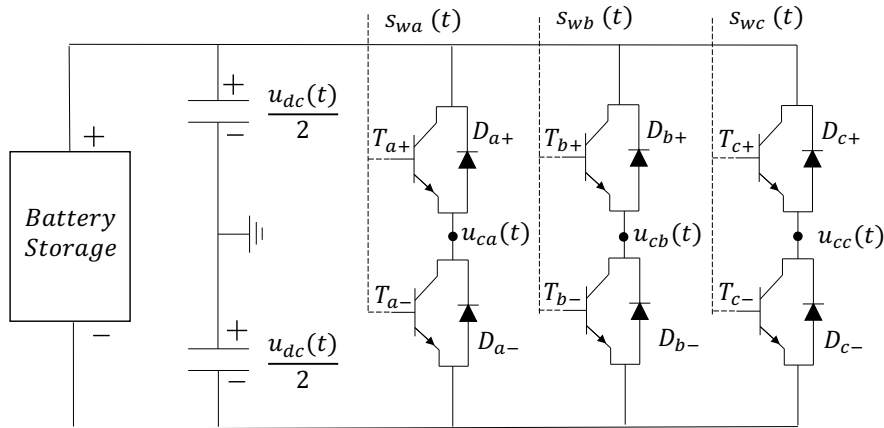 s_wa(t) s_wb(t) s_wc(t)
+ + +
u_dc(t)/2
− 
T_a+ D_a+ T_b+ D_b+ T_c+ D_c+
Battery
Storage
u_ca(t) u_cb(t) u_cc(t)
−
+
u_dc(t)/2
−
T_a− D_a− T_b− D_b− T_c− D_c−